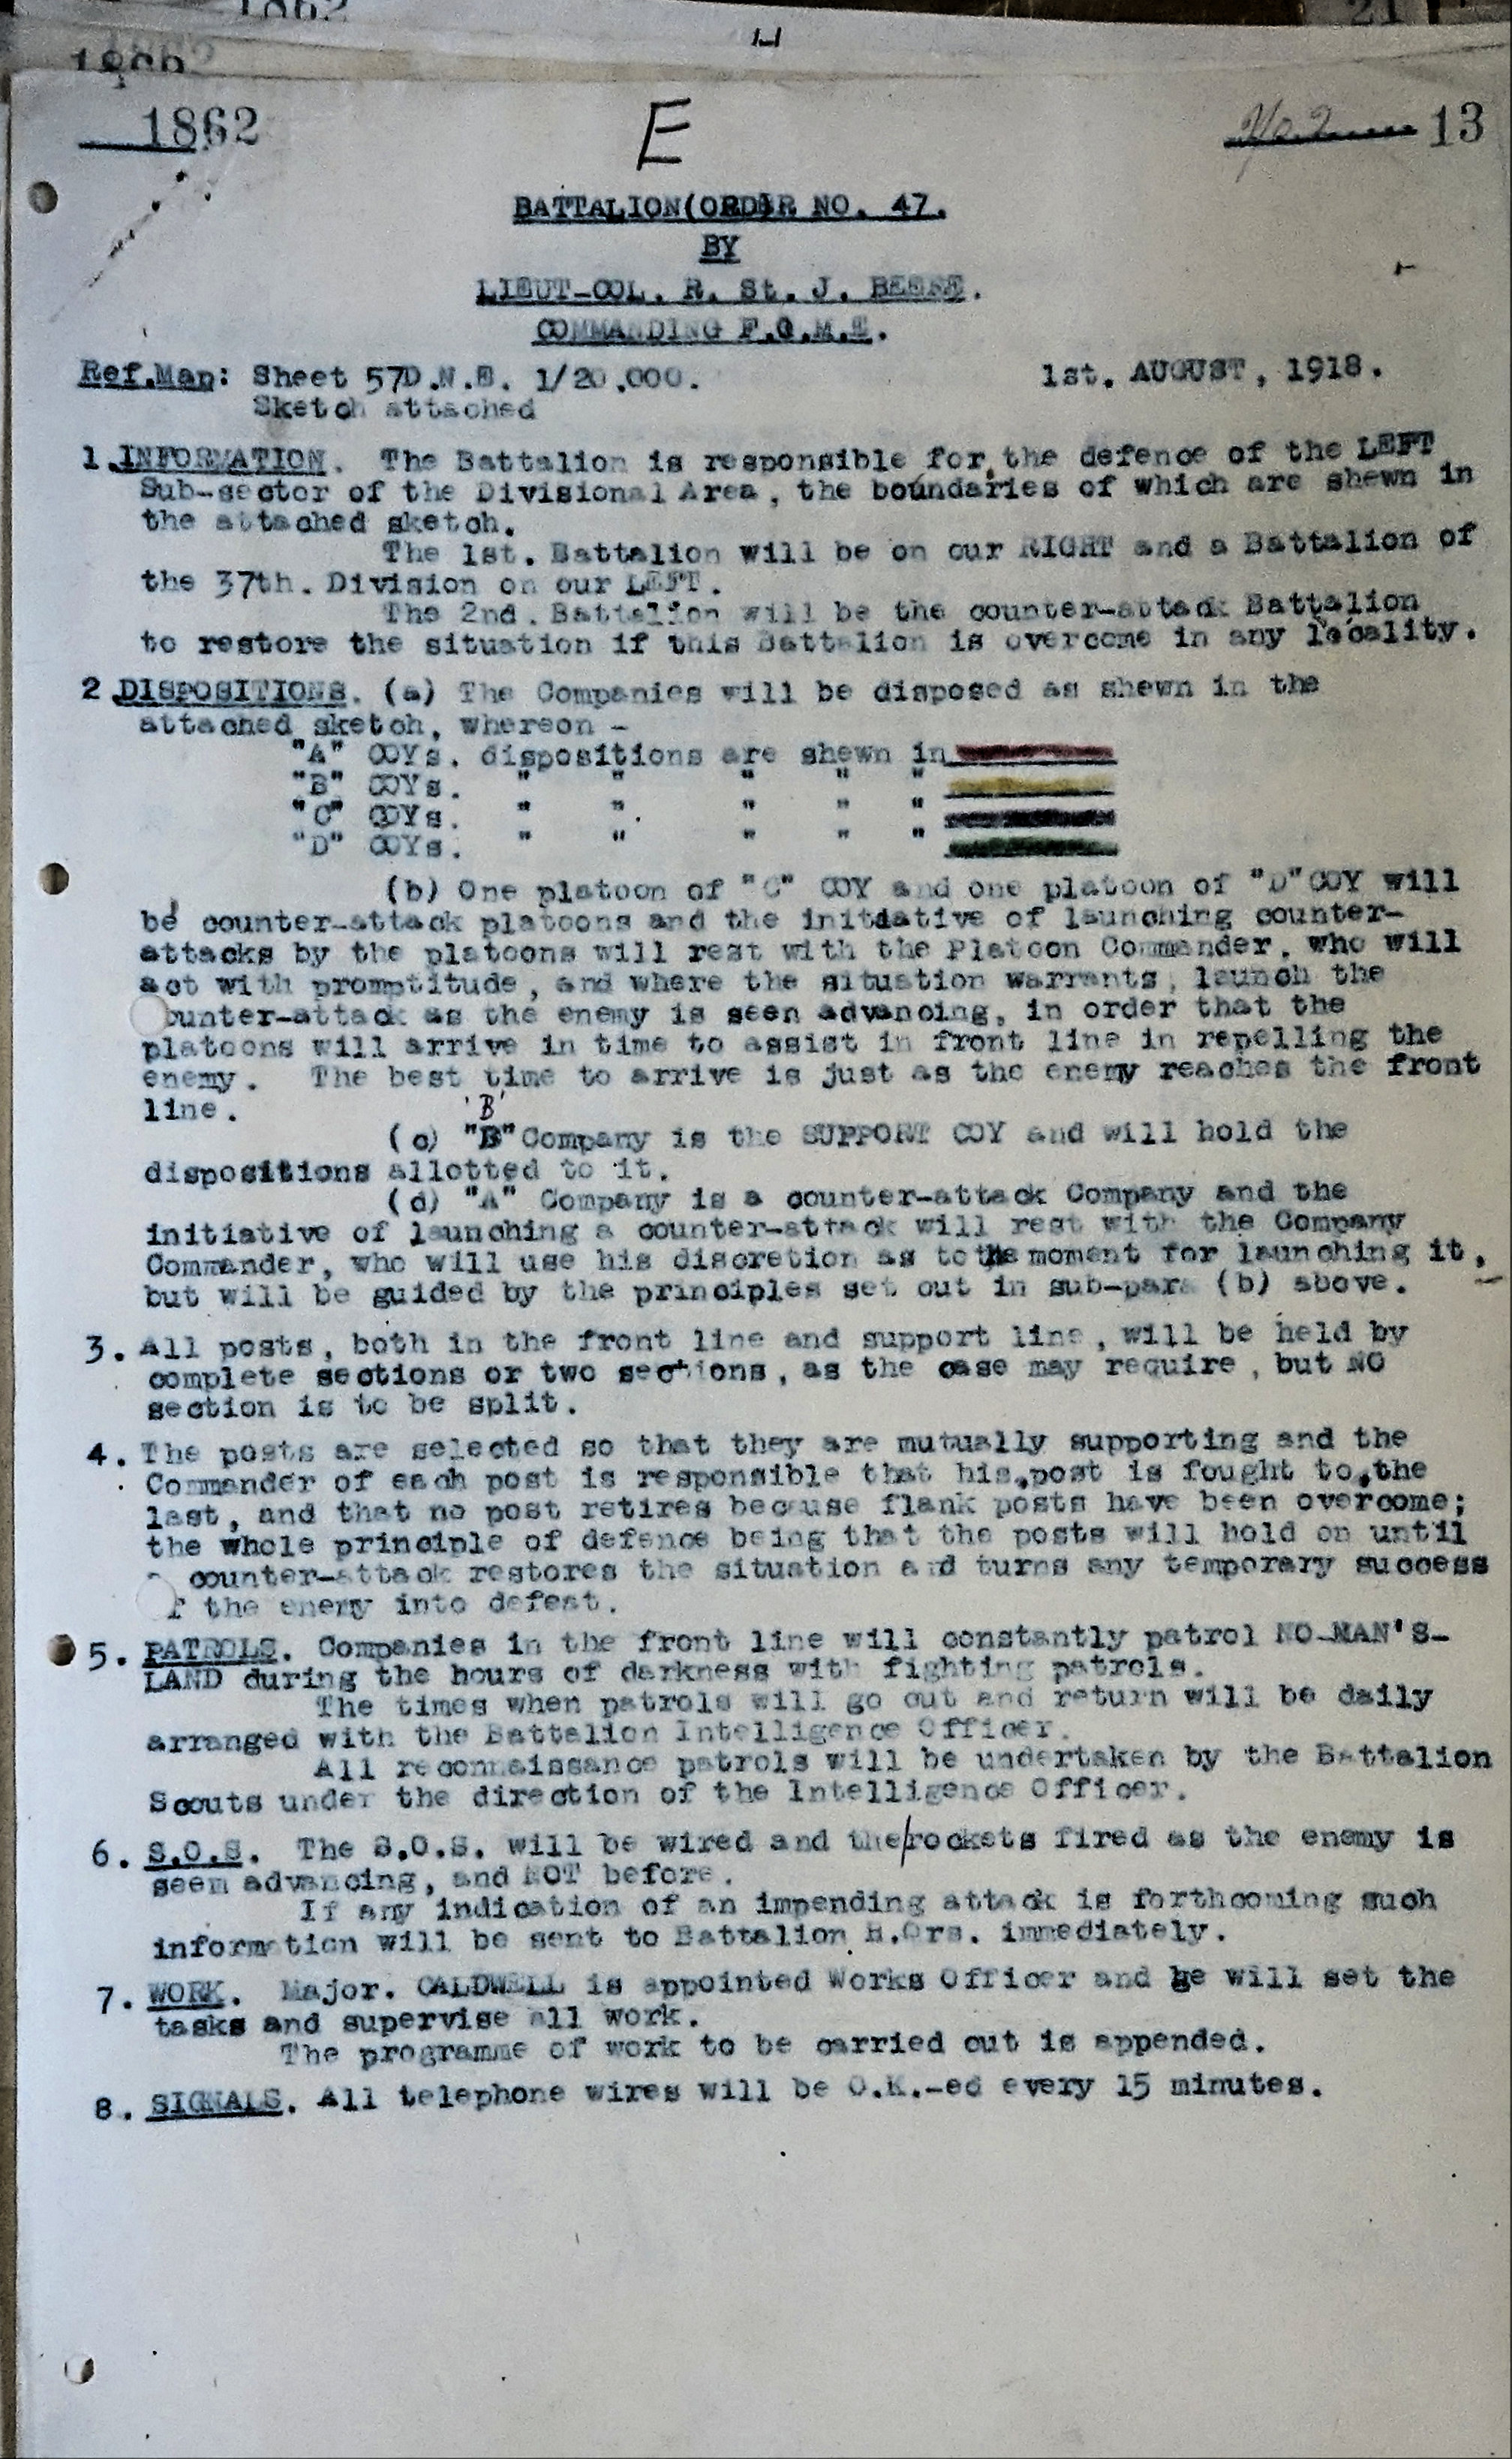 1862
21
1862
H
1862
E
13
BATTALION (ORDER NO. 47.
BY
LIEUT-COL. R. St. J. BEERE.
COMMANDING F.G.M.E.
Ref.Map: Sheet 57D.N.E. 1/20,000.
1st. AUGUST, 1918.
Sketch attached
1.INFORMATION. The Battalion is responsible for the defence of the LEFT
Sub-sector of the Divisional Area, the boundaries of which are shewn in
the attached sketch.
The 1st. Battalion will be on our RIGHT and a Battalion of
the 37th. Division on our LEFT.
The 2nd. Battalion will be the counter-attack Battalion
to restore the situation if this Battalion is overcome in any locality.
2 DISPOSITIONS. (a) The Companies will be disposed as shewn in the
attached sketch, whereon -
"A" COYs. dispositions are shewn in
"B" COYs. " " " " "
"C" COYs. " " " " "
"D" COYs. " " " " "
(b) One platoon of "C" COY and one platoon of "D" COY will
be counter-attack platoons and the initiative of launching counter-
attacks by the platoons will rest with the Platoon Commander, who will
act with promptitude, and where the situation warrants, launch the
ounter-attack as the enemy is seen advancing, in order that the
platoons will arrive in time to assist in front line in repelling the
enemy. The best time to arrive is just as the enemy reaches the front
line.
'B'
(c) "B" Company is the SUPPORT COY and will hold the
dispositions allotted to it.
(d) "A" Company is a counter-attack Company and the
initiative of launching a counter-attack will rest with the Company
Commander, who will use his discretion as to the moment for launching it,
but will be guided by the principles set out in sub-para (b) above.
3. All posts, both in the front line and support line, will be held by
complete sections or two sections, as the case may require, but NO
section is to be split.
4. The posts are selected so that they are mutually supporting and the
Commander of each post is responsible that his post is fought to the
last, and that no post retires because flank posts have been overcome;
the whole principle of defence being that the posts will hold on until
counter-attack restores the situation and turns any temporary success
f the enemy into defeat.
5. PATROLS. Companies in the front line will constantly patrol NO-MAN'S-
LAND during the hours of darkness with fighting patrols.
The times when patrols will go out and return will be daily
arranged with the Battalion Intelligence Officer.
All reconnaissance patrols will be undertaken by the Battalion
Scouts under the direction of the Intelligence Officer.
6. S.O.S. The S.O.S. will be wired and the/rockets fired as the enemy is
seen advancing, and NOT before.
If any indication of an impending attack is forthcoming such
information will be sent to Battalion H.Qrs. immediately.
7. WORK. Major. CALDWELL is appointed Works Officer and he will set the
tasks and supervise all work.
The programme of work to be carried out is appended.
8. SIGNALS. All telephone wires will be O.K.-ed every 15 minutes.